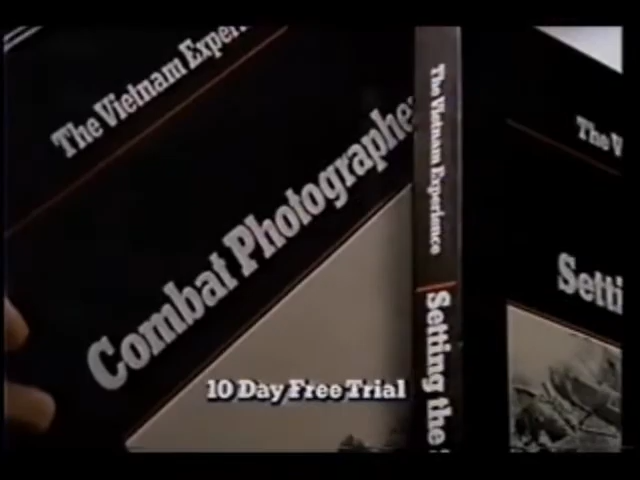 The Vietnam Exper
Combat Photographe
The Vietnam Experience
Setting the
The V
Setti
10 Day Free Trial